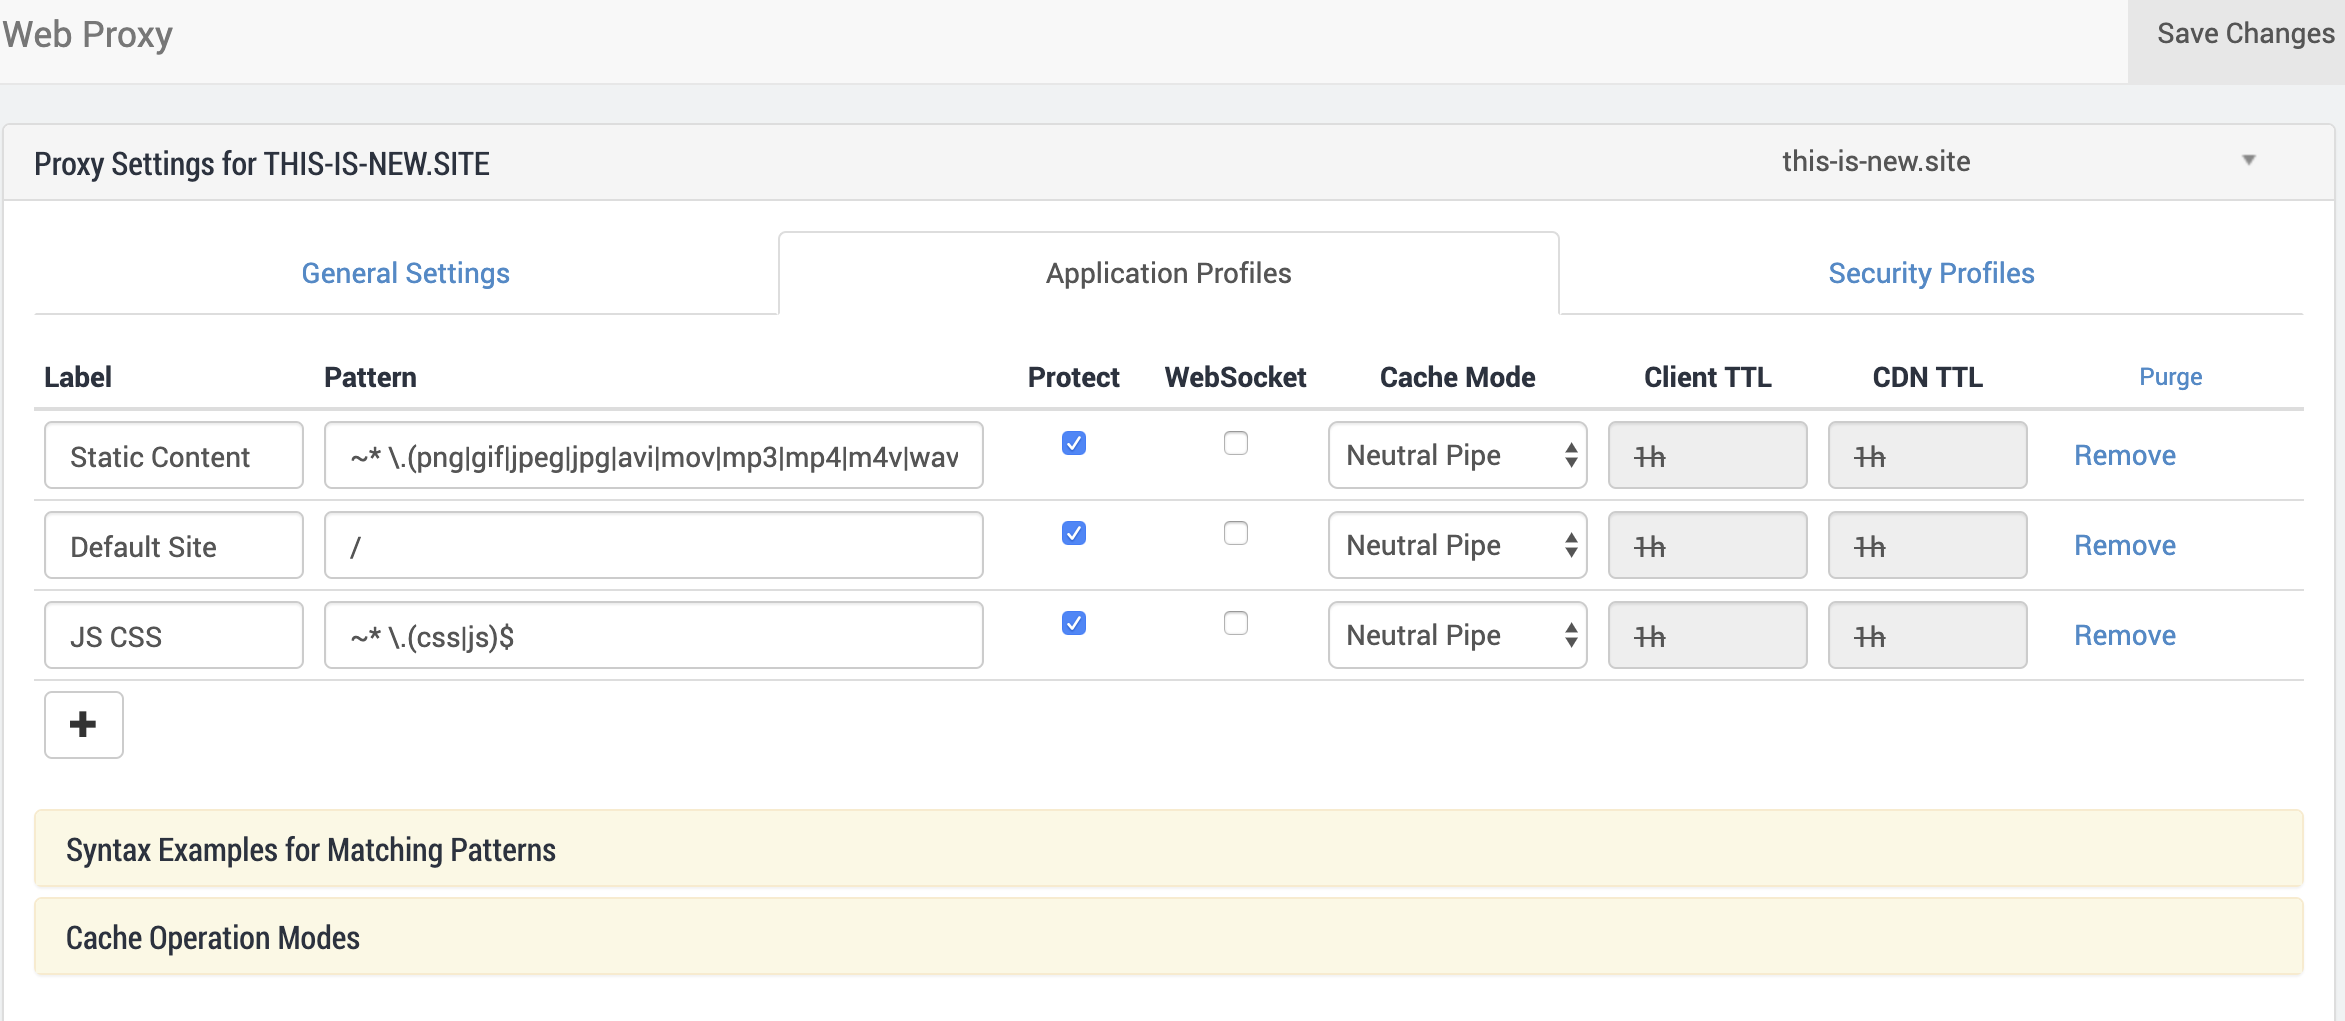 Web Proxy Save Changes
Proxy Settings for THIS-IS-NEW.SITE this-is-new.site
General Settings Application Profiles Security Profiles
Label Pattern Protect WebSocket Cache Mode Client TTL CDN TTL Purge
Static Content ~* \.(png|gif|jpeg|jpg|avi|mov|mp3|mp4|m4v|wav Neutral Pipe 1h 1h Remove
Default Site / Neutral Pipe 1h 1h Remove
JS CSS ~* \.(css|js)$ Neutral Pipe 1h 1h Remove
Syntax Examples for Matching Patterns
Cache Operation Modes